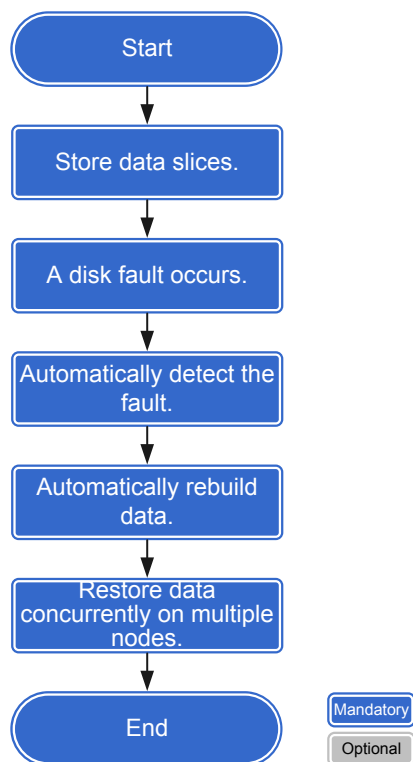 Start
Store data slices.
A disk fault occurs.
Automatically detect the
fault.
Automatically rebuild
data.
Restore data
concurrently on multiple
nodes.
End
Mandatory
Optional